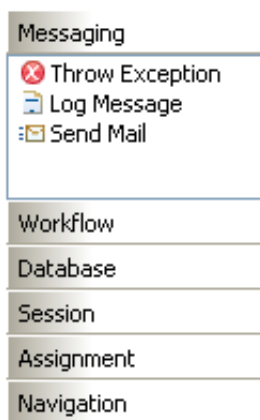 Messaging
Throw Exception
Log Message
Send Mail
Workflow
Database
Session
Assignment
Navigation